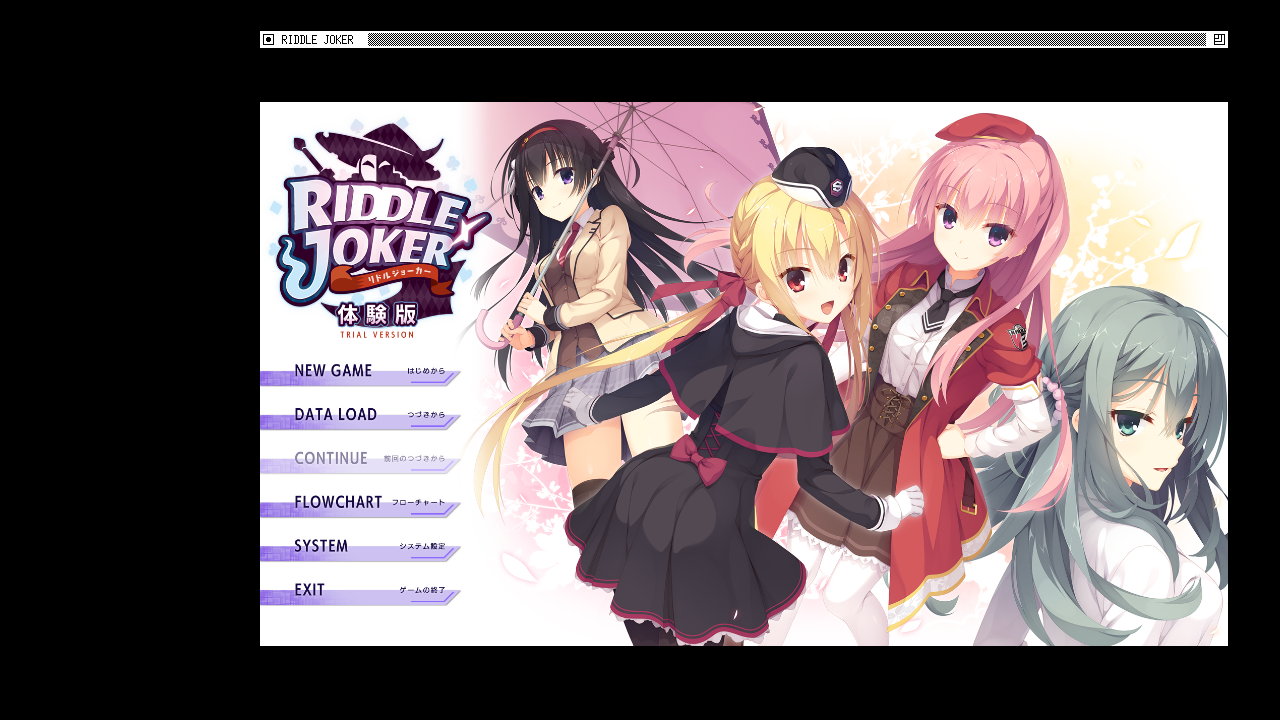 RIDDLE JOKER
RIDDLE
JOKER
リドルジョーカー
体験版
TRIAL VERSION
NEW GAME はじめから
DATA LOAD つづきから
CONTINUE 前回のつづきから
FLOWCHART フローチャート
SYSTEM システム設定
EXIT ゲームの終了